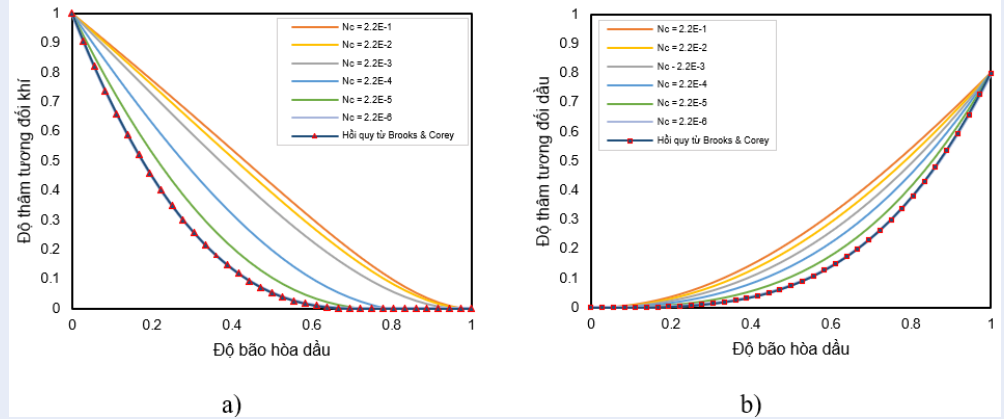 1
0.9
0.8
0.7
0.6
0.5
0.4
0.3
0.2
0.1
0
0
0.2
0.4
0.6
0.8
1
Độ thấm tương đối khí
Độ bão hòa dầu
Nc = 2.2E-1
Nc = 2.2E-2
Nc = 2.2E-3
Nc = 2.2E-4
Nc = 2.2E-5
Nc = 2.2E-6
Hồi quy từ Brooks & Corey
a)
1
0.9
0.8
0.7
0.6
0.5
0.4
0.3
0.2
0.1
0
0
0.2
0.4
0.6
0.8
1
Độ thấm tương đối dầu
Độ bão hòa dầu
Nc = 2.2E-1
Nc = 2.2E-2
Nc - 2.2E-3
Nc = 2.2E-4
Nc = 2.2E-5
Nc = 2.2E-6
Hồi quy từ Brooks & Corey
b)